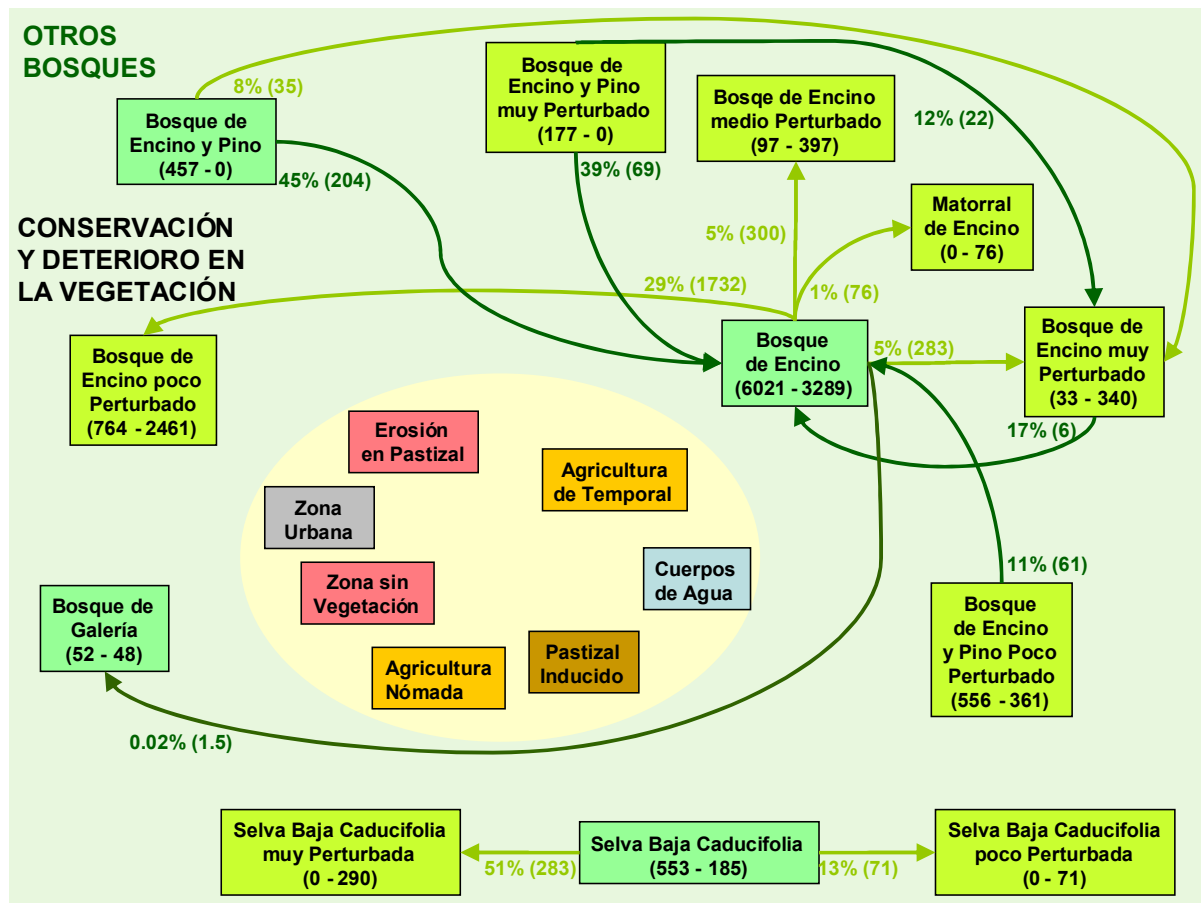 OTROS
BOSQUES
8% (35)
Bosque de
Encino y Pino
(457 - 0)
45% (204)
Bosque de
Encino y Pino
muy Perturbado
(177 - 0)
39% (69)
Bosqe de Encino
medio Perturbado
(97 - 397)
12% (22)
Matorral
de Encino
(0 - 76)
CONSERVACIÓN
Y DETERIORO EN
LA VEGETACIÓN
5% (300)
29% (1732)
1% (76)
Bosque de
Encino poco
Perturbado
(764 - 2461)
Bosque
de Encino
(6021 - 3289)
5% (283)
Bosque de
Encino muy
Perturbado
(33 - 340)
17% (6)
Erosión
en Pastizal
Agricultura
de Temporal
Zona
Urbana
Zona sin
Vegetación
Cuerpos
de Agua
Agricultura
Nómada
Pastizal
Inducido
11% (61)
Bosque
de Encino
y Pino Poco
Perturbado
(556 - 361)
Bosque de
Galería
(52 - 48)
0.02% (1.5)
Selva Baja Caducifolia
muy Perturbada
(0 - 290)
51% (283)
Selva Baja Caducifolia
(553 - 185)
13% (71)
Selva Baja Caducifolia
poco Perturbada
(0 - 71)